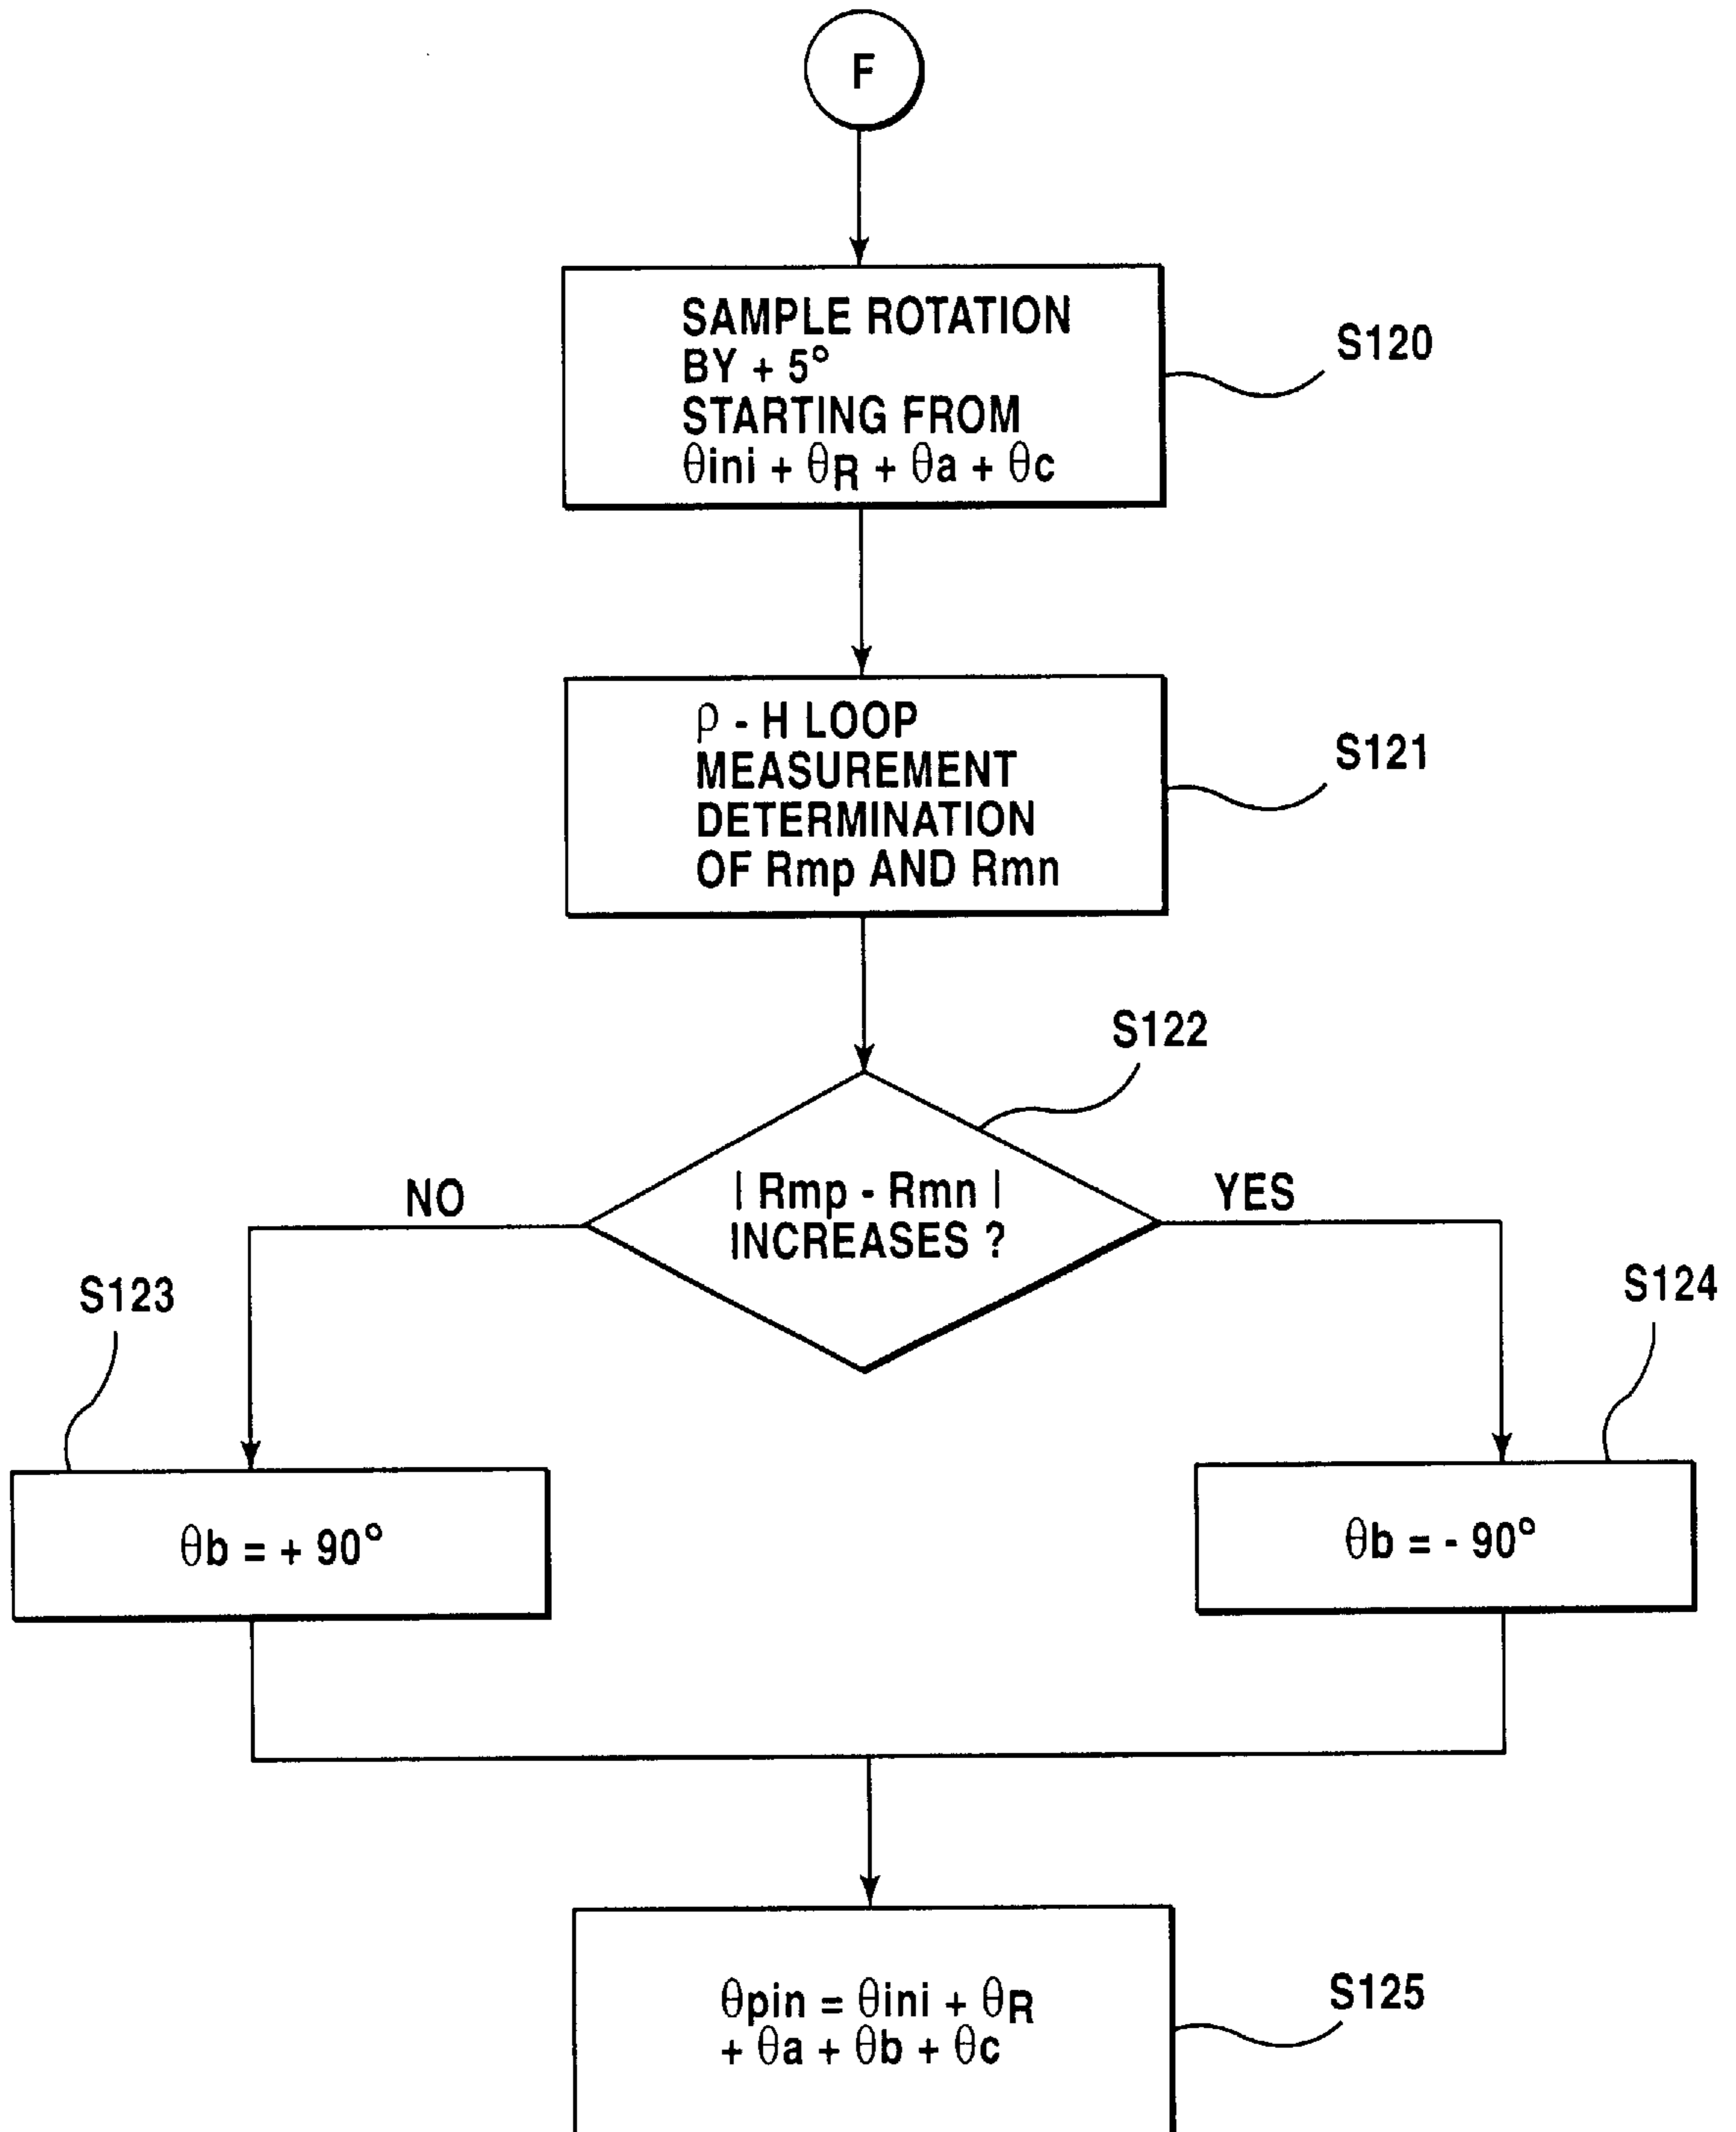 F
SAMPLE ROTATION
BY + 5°
STARTING FROM
θini + θR + θa + θc
S120
ρ - H LOOP
MEASUREMENT
DETERMINATION
OF Rmp AND Rmn
S121
S122
| Rmp - Rmn |
INCREASES ?
NO
YES
S123
S124
θb = + 90°
θb = - 90°
θpin = θini + θR
+ θa + θb + θc
S125